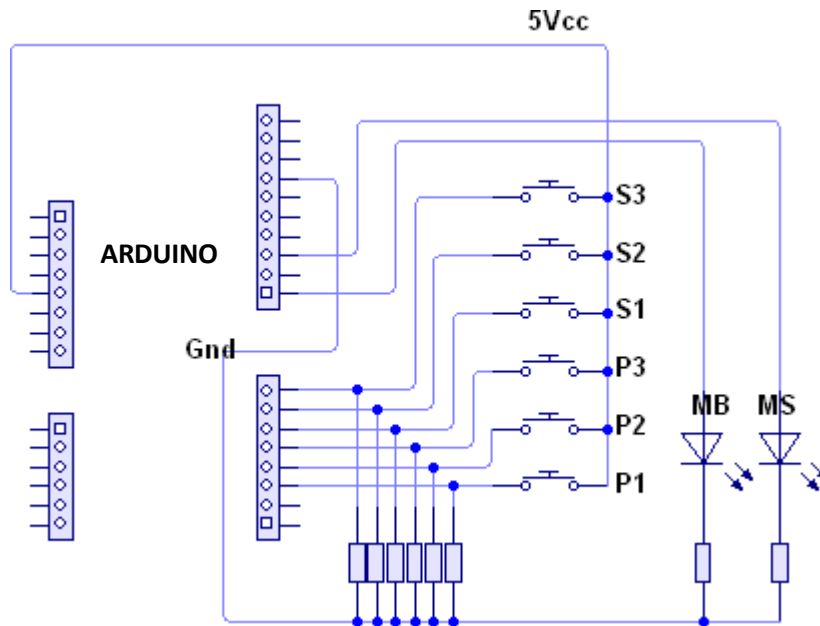 5Vcc
S3
ARDUINO
S2
S1
Gnd
P3
MB MS
P2
P1